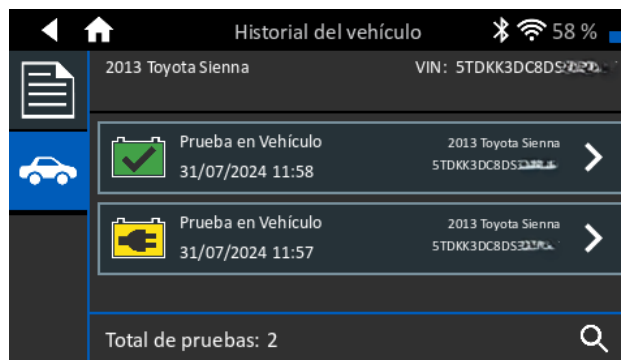 Historial del vehículo 58 %
2013 Toyota Sienna VIN: 5TDKK3DC8DS
Prueba en Vehículo 2013 Toyota Sienna
31/07/2024 11:58 5TDKK3DC8DS
Prueba en Vehículo 2013 Toyota Sienna
31/07/2024 11:57 5TDKK3DC8DS
Total de pruebas: 2